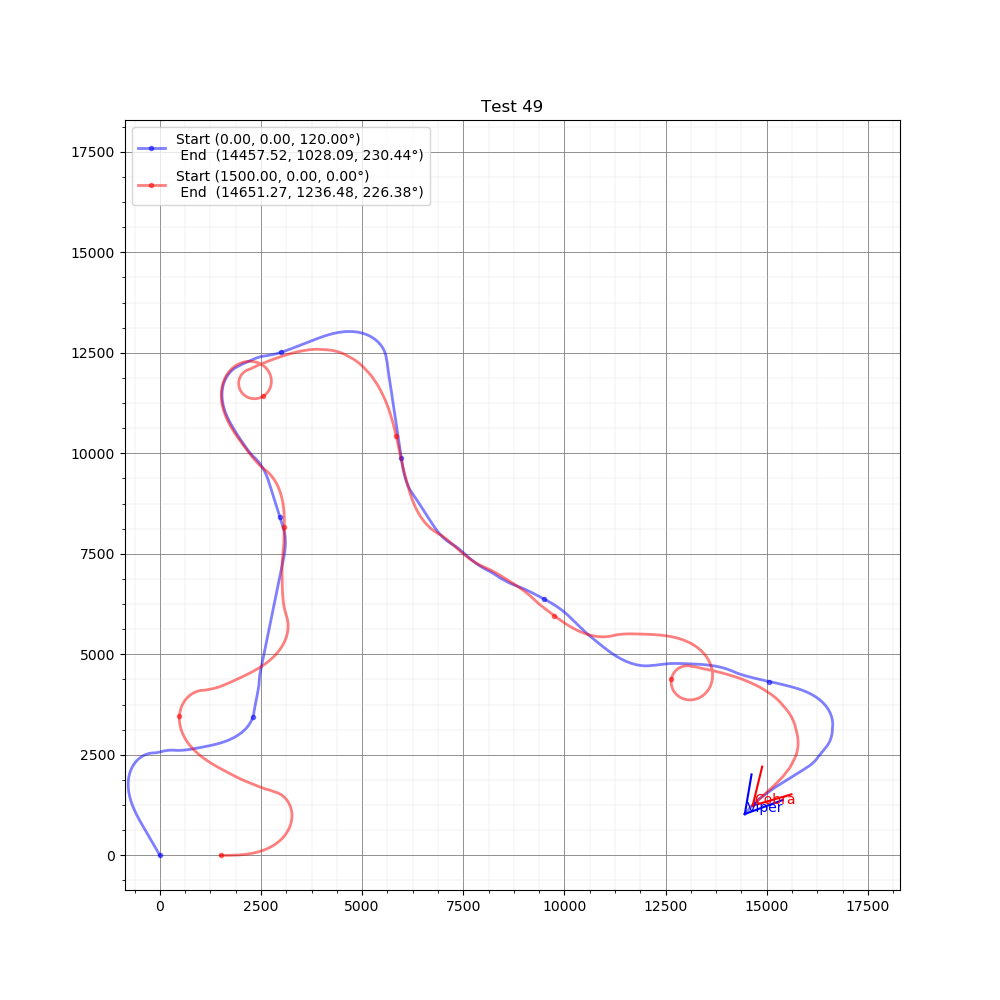 Test 49
Start (0.00, 0.00, 120.00°)
End (14457.52, 1028.09, 230.44°)
Start (1500.00, 0.00, 0.00°)
End (14651.27, 1236.48, 226.38°)
17500
15000
12500
10000
7500
5000
2500
0
Cobra
Viper
0 2500 5000 7500 10000 12500 15000 17500